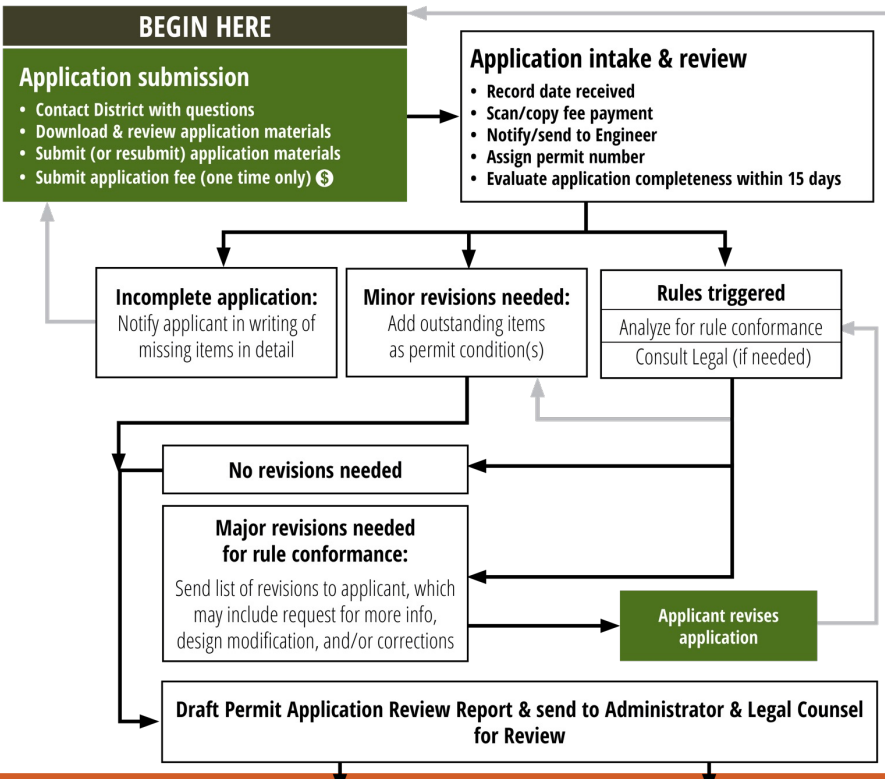 BEGIN HERE
Application submission
• Contact District with questions
• Download & review application materials
• Submit (or resubmit) application materials
• Submit application fee (one time only) $
Application intake & review
• Record date received
• Scan/copy fee payment
• Notify/send to Engineer
• Assign permit number
• Evaluate application completeness within 15 days
Incomplete application:
Notify applicant in writing of
missing items in detail
Minor revisions needed:
Add outstanding items
as permit condition(s)
Rules triggered
Analyze for rule conformance
Consult Legal (if needed)
No revisions needed
Major revisions needed
for rule conformance:
Send list of revisions to applicant, which
may include request for more info,
design modification, and/or corrections
Applicant revises
application
Draft Permit Application Review Report & send to Administrator & Legal Counsel
for Review